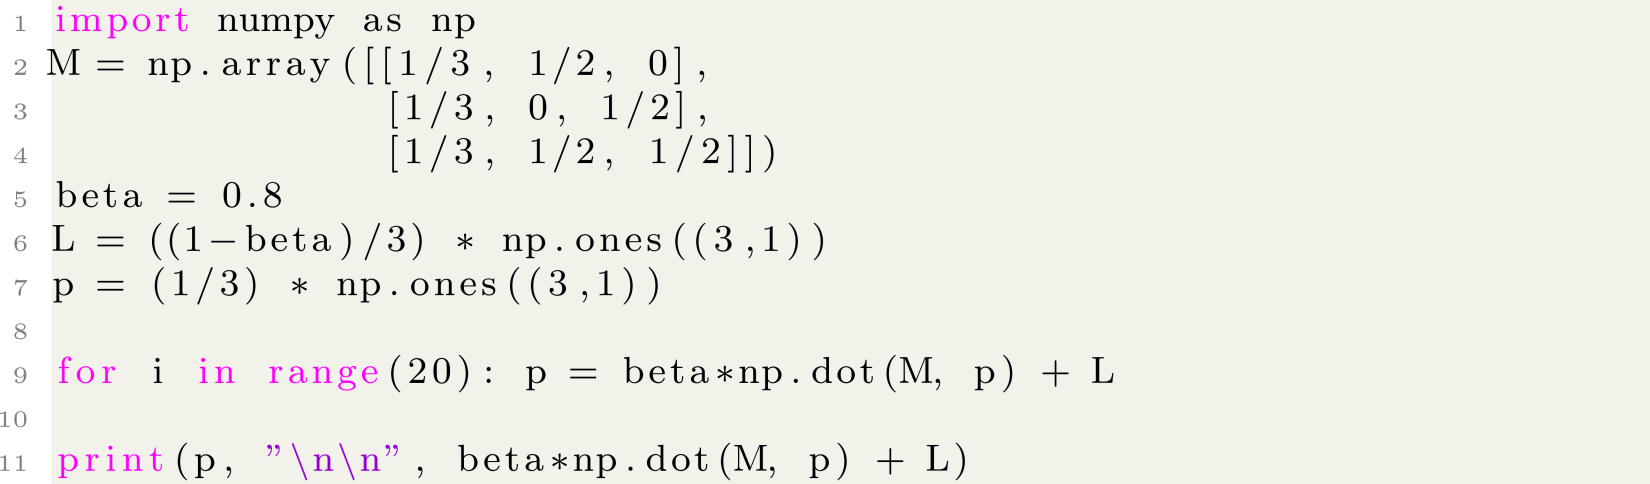 1 import numpy as np
2 M = np.array([[1/3, 1/2, 0],
3 [1/3, 0, 1/2],
4 [1/3, 1/2, 1/2]])
5 beta = 0.8
6 L = ((1-beta)/3) * np.ones((3,1))
7 p = (1/3) * np.ones((3,1))
8
9 for i in range(20): p = beta*np.dot(M, p) + L
10
11 print(p, ”\n\n”, beta*np.dot(M, p) + L)